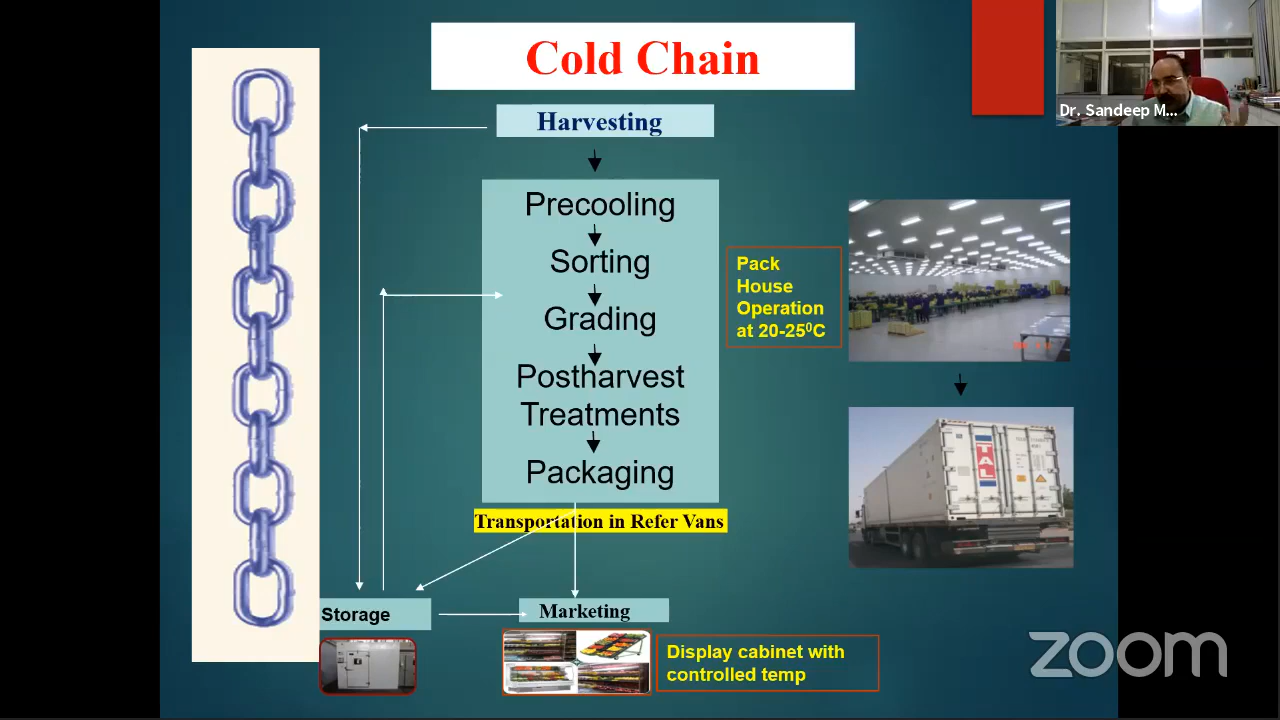 Cold Chain
Dr. Sandeep M...
Harvesting
Precooling
Sorting
Grading
Postharvest
Treatments
Packaging
Pack
House
Operation
at 20-25⁰C
TAL
Transportation in Refer Vans
Storage
Marketing
Display cabinet with
controlled temp
zoom